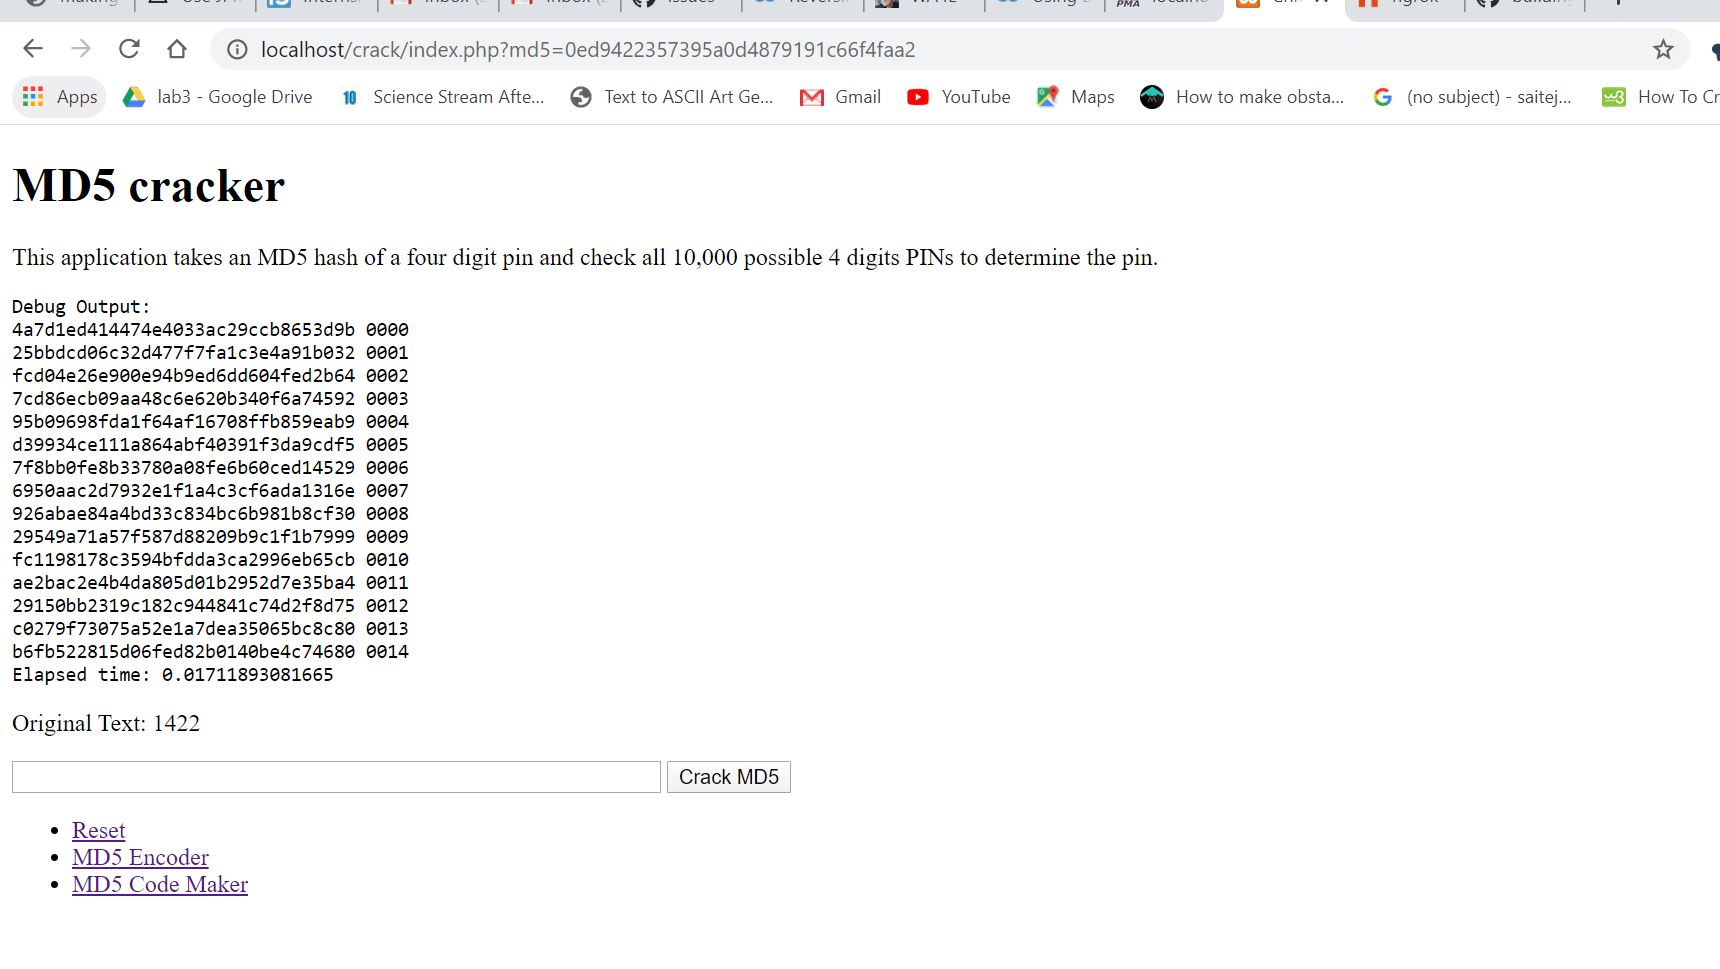 localhost/crack/index.php?md5=0ed9422357395a0d4879191c66f4faa2
Apps lab3 - Google Drive 10 Science Stream Afte... Text to ASCII Art Ge... Gmail YouTube Maps How to make obsta... (no subject) - saitej... How To Cr
MD5 cracker
This application takes an MD5 hash of a four digit pin and check all 10,000 possible 4 digits PINs to determine the pin.
Debug Output:
4a7d1ed414474e4033ac29ccb8653d9b 0000
25bbdcd06c32d477f7fa1c3e4a91b032 0001
fcd04e26e900e94b9ed6dd604fed2b64 0002
7cd86ecb09aa48c6e620b340f6a74592 0003
95b09698fda1f64af16708ffb859eab9 0004
d39934ce111a864abf40391f3da9cdf5 0005
7f8bb0fe8b33780a08fe6b60ced14529 0006
6950aac2d7932e1f1a4c3cf6ada1316e 0007
926abae84a4bd33c834bc6b981b8cf30 0008
29549a71a57f587d88209b9c1f1b7999 0009
fc1198178c3594bfdda3ca2996eb65cb 0010
ae2bac2e4b4da805d01b2952d7e35ba4 0011
29150bb2319c182c944841c74d2f8d75 0012
c0279f73075a52e1a7dea35065bc8c80 0013
b6fb522815d06fed82b0140be4c74680 0014
Elapsed time: 0.01711893081665
Original Text: 1422
Crack MD5
Reset
MD5 Encoder
MD5 Code Maker